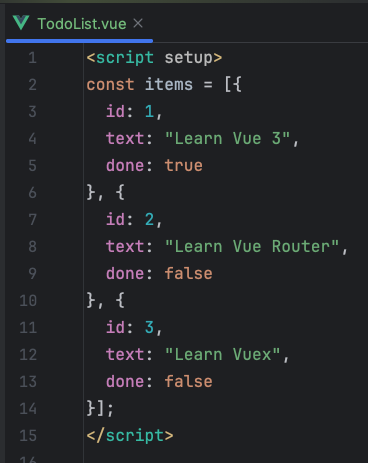 TodoList.vue
1 <script setup>
2 const items = [{
3   id: 1,
4   text: "Learn Vue 3",
5   done: true
6 }, {
7   id: 2,
8   text: "Learn Vue Router",
9   done: false
10 }, {
11   id: 3,
12   text: "Learn Vuex",
13   done: false
14 }];
15 </script>
16